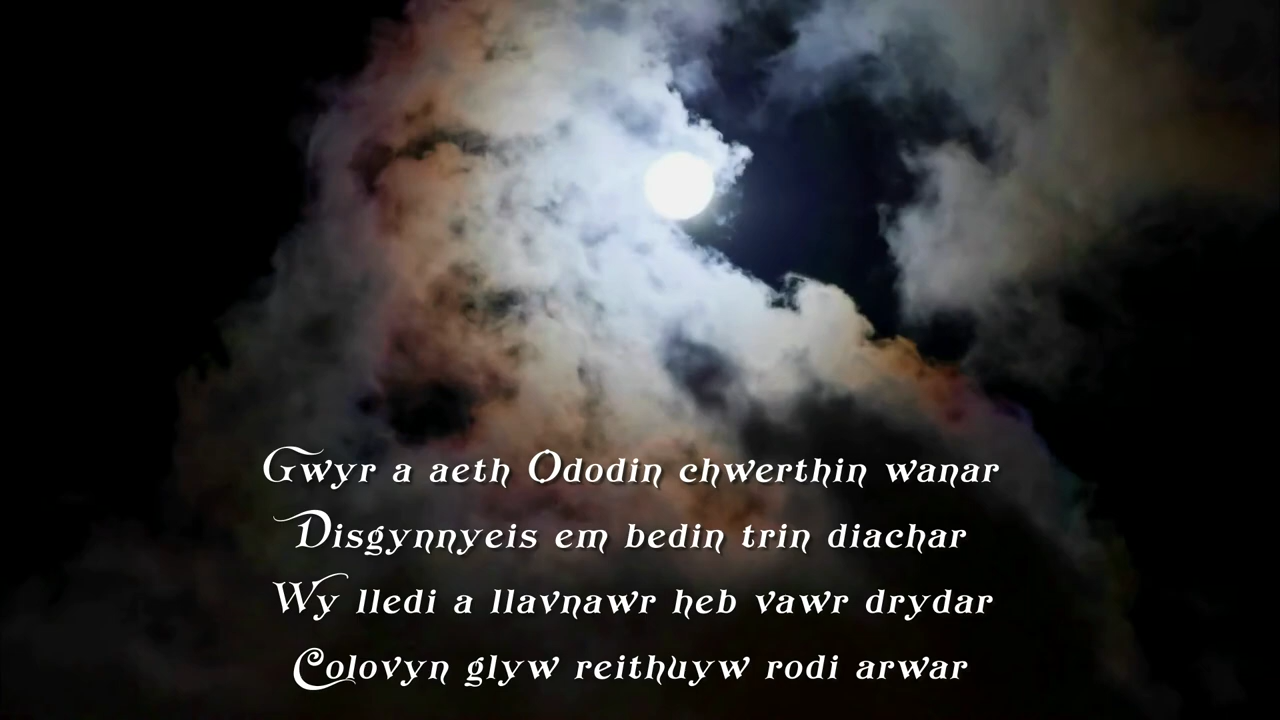 Gwyr a aeth Ododin chwerthin wanar
Disgynnyeis em bedin trin diachar
Wy lledi a llavnawr heb vawr drydar
Colovyn glyw reithuyw rodi arwar